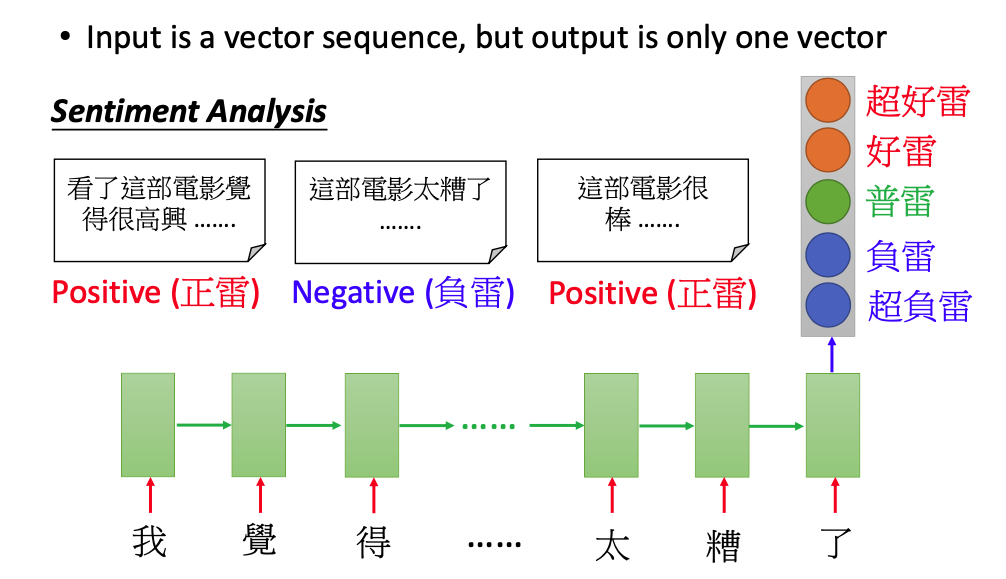 • Input is a vector sequence, but output is only one vector
Sentiment Analysis
看了這部電影覺
得很高興 …….
Positive (正雷)
這部電影太糟了
…….
Negative (負雷)
這部電影很
棒 …….
Positive (正雷)
超好雷
好雷
普雷
負雷
超負雷
……
我 覺 得 …… 太 糟 了